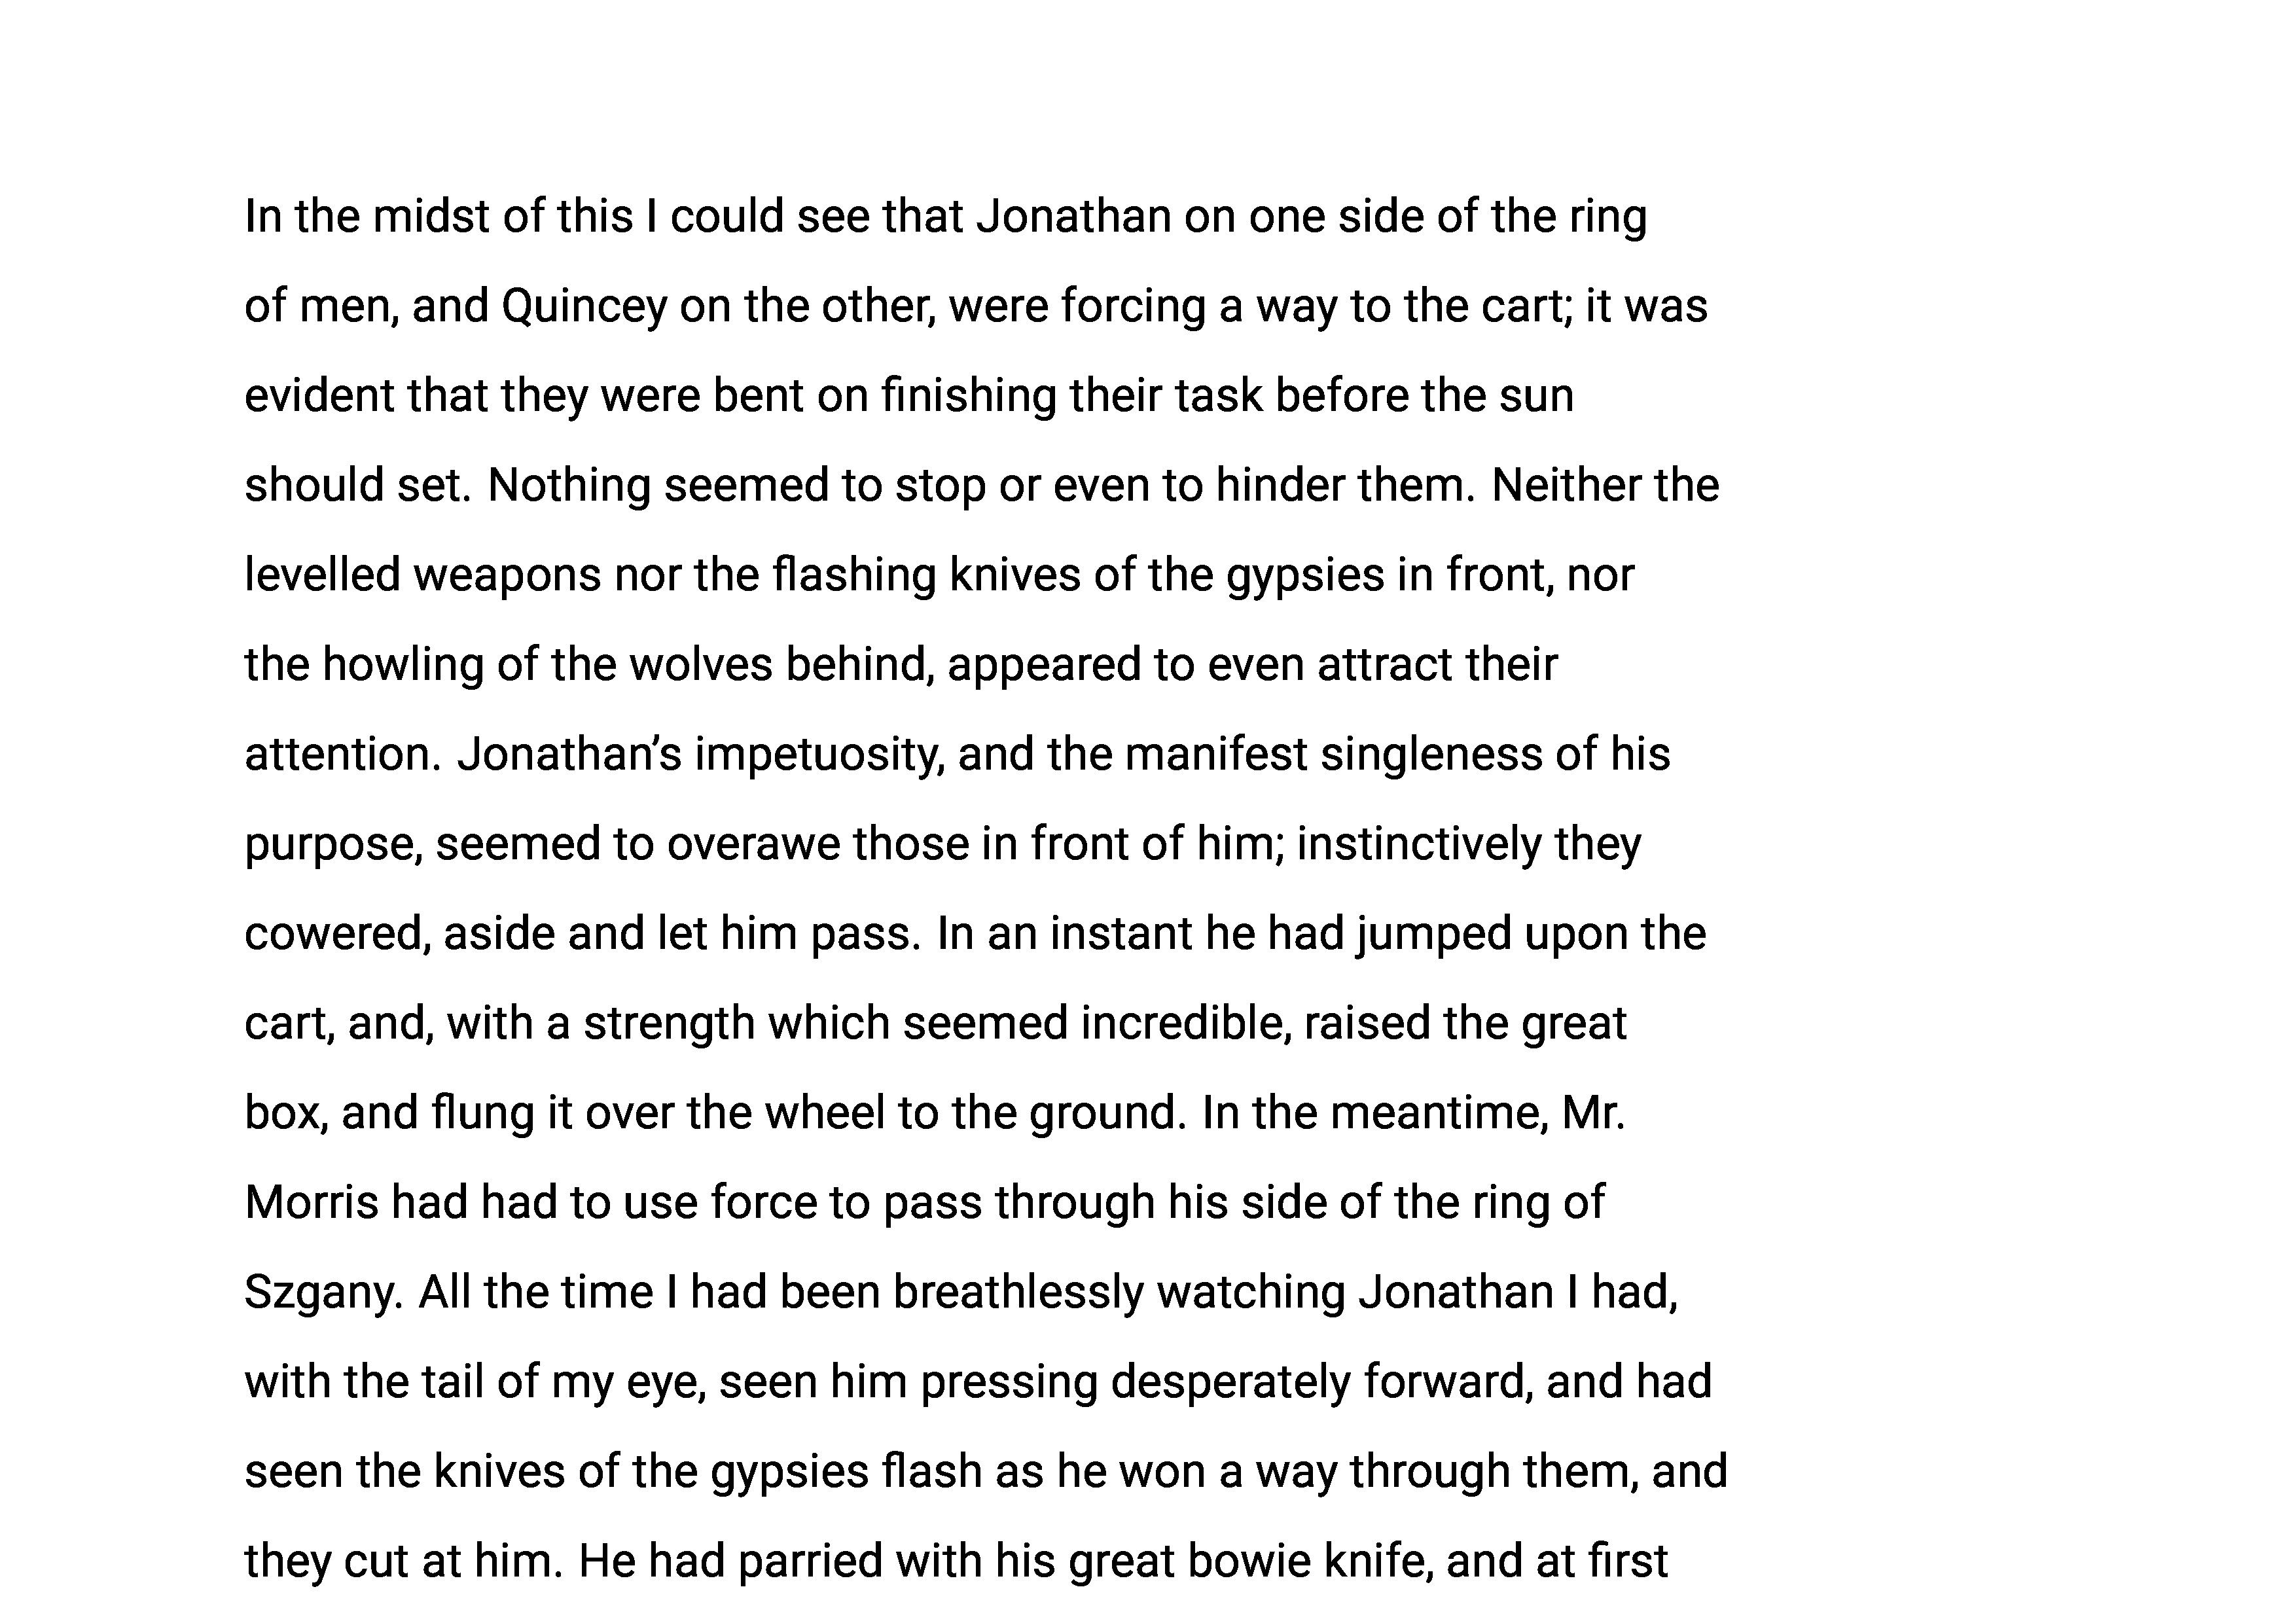 In the midst of this I could see that Jonathan on one side of the ring
of men, and Quincey on the other, were forcing a way to the cart; it was
evident that they were bent on finishing their task before the sun
should set. Nothing seemed to stop or even to hinder them. Neither the
levelled weapons nor the flashing knives of the gypsies in front, nor
the howling of the wolves behind, appeared to even attract their
attention. Jonathan’s impetuosity, and the manifest singleness of his
purpose, seemed to overawe those in front of him; instinctively they
cowered, aside and let him pass. In an instant he had jumped upon the
cart, and, with a strength which seemed incredible, raised the great
box, and flung it over the wheel to the ground. In the meantime, Mr.
Morris had had to use force to pass through his side of the ring of
Szgany. All the time I had been breathlessly watching Jonathan I had,
with the tail of my eye, seen him pressing desperately forward, and had
seen the knives of the gypsies flash as he won a way through them, and
they cut at him. He had parried with his great bowie knife, and at first